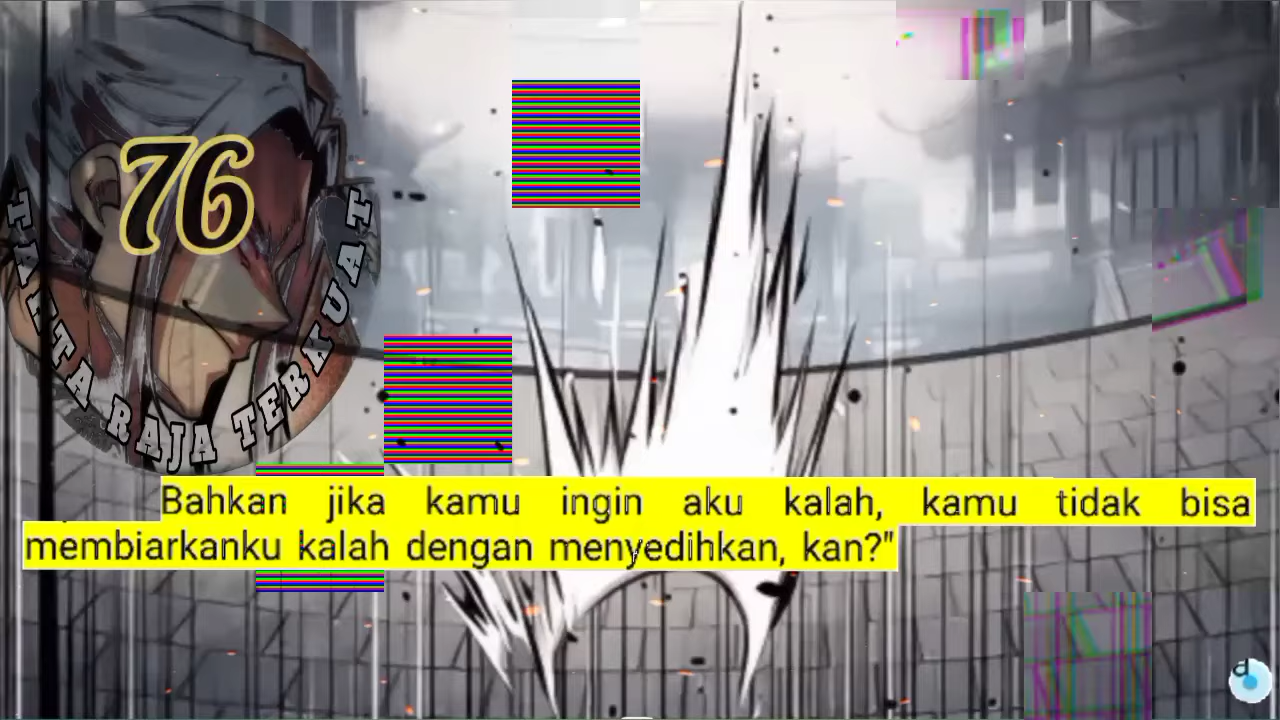 76
TAHTA RAJA TERKUAT
Bahkan jika kamu ingin aku kalah, kamu tidak bisa
membiarkanku kalah dengan menyedihkan, kan?"
d